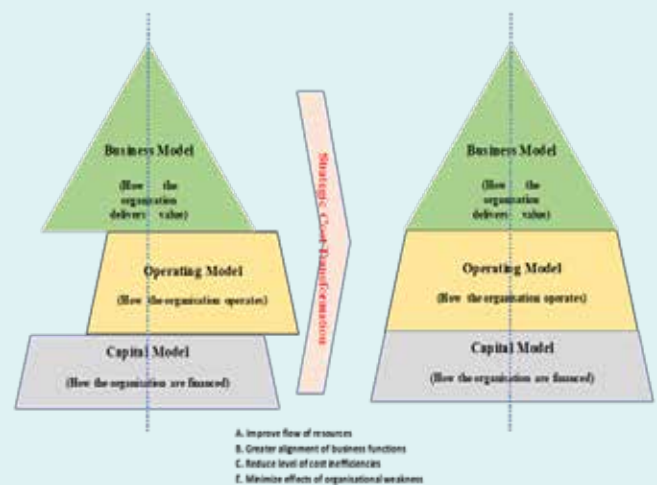 Business Model
(How the
organisation
delivers value)
Operating Model
(How the organisation operates)
Capital Model
(How the organisation are financed)
Strategic Cost Transformation
Business Model
(How the
organisation
delivers value)
Operating Model
(How the organisation operates)
Capital Model
(How the organisation are financed)
A. Improve flow of resources
B. Greater alignment of business functions
C. Reduce level of cost inefficiencies
E. Minimize effects of organisational weakness